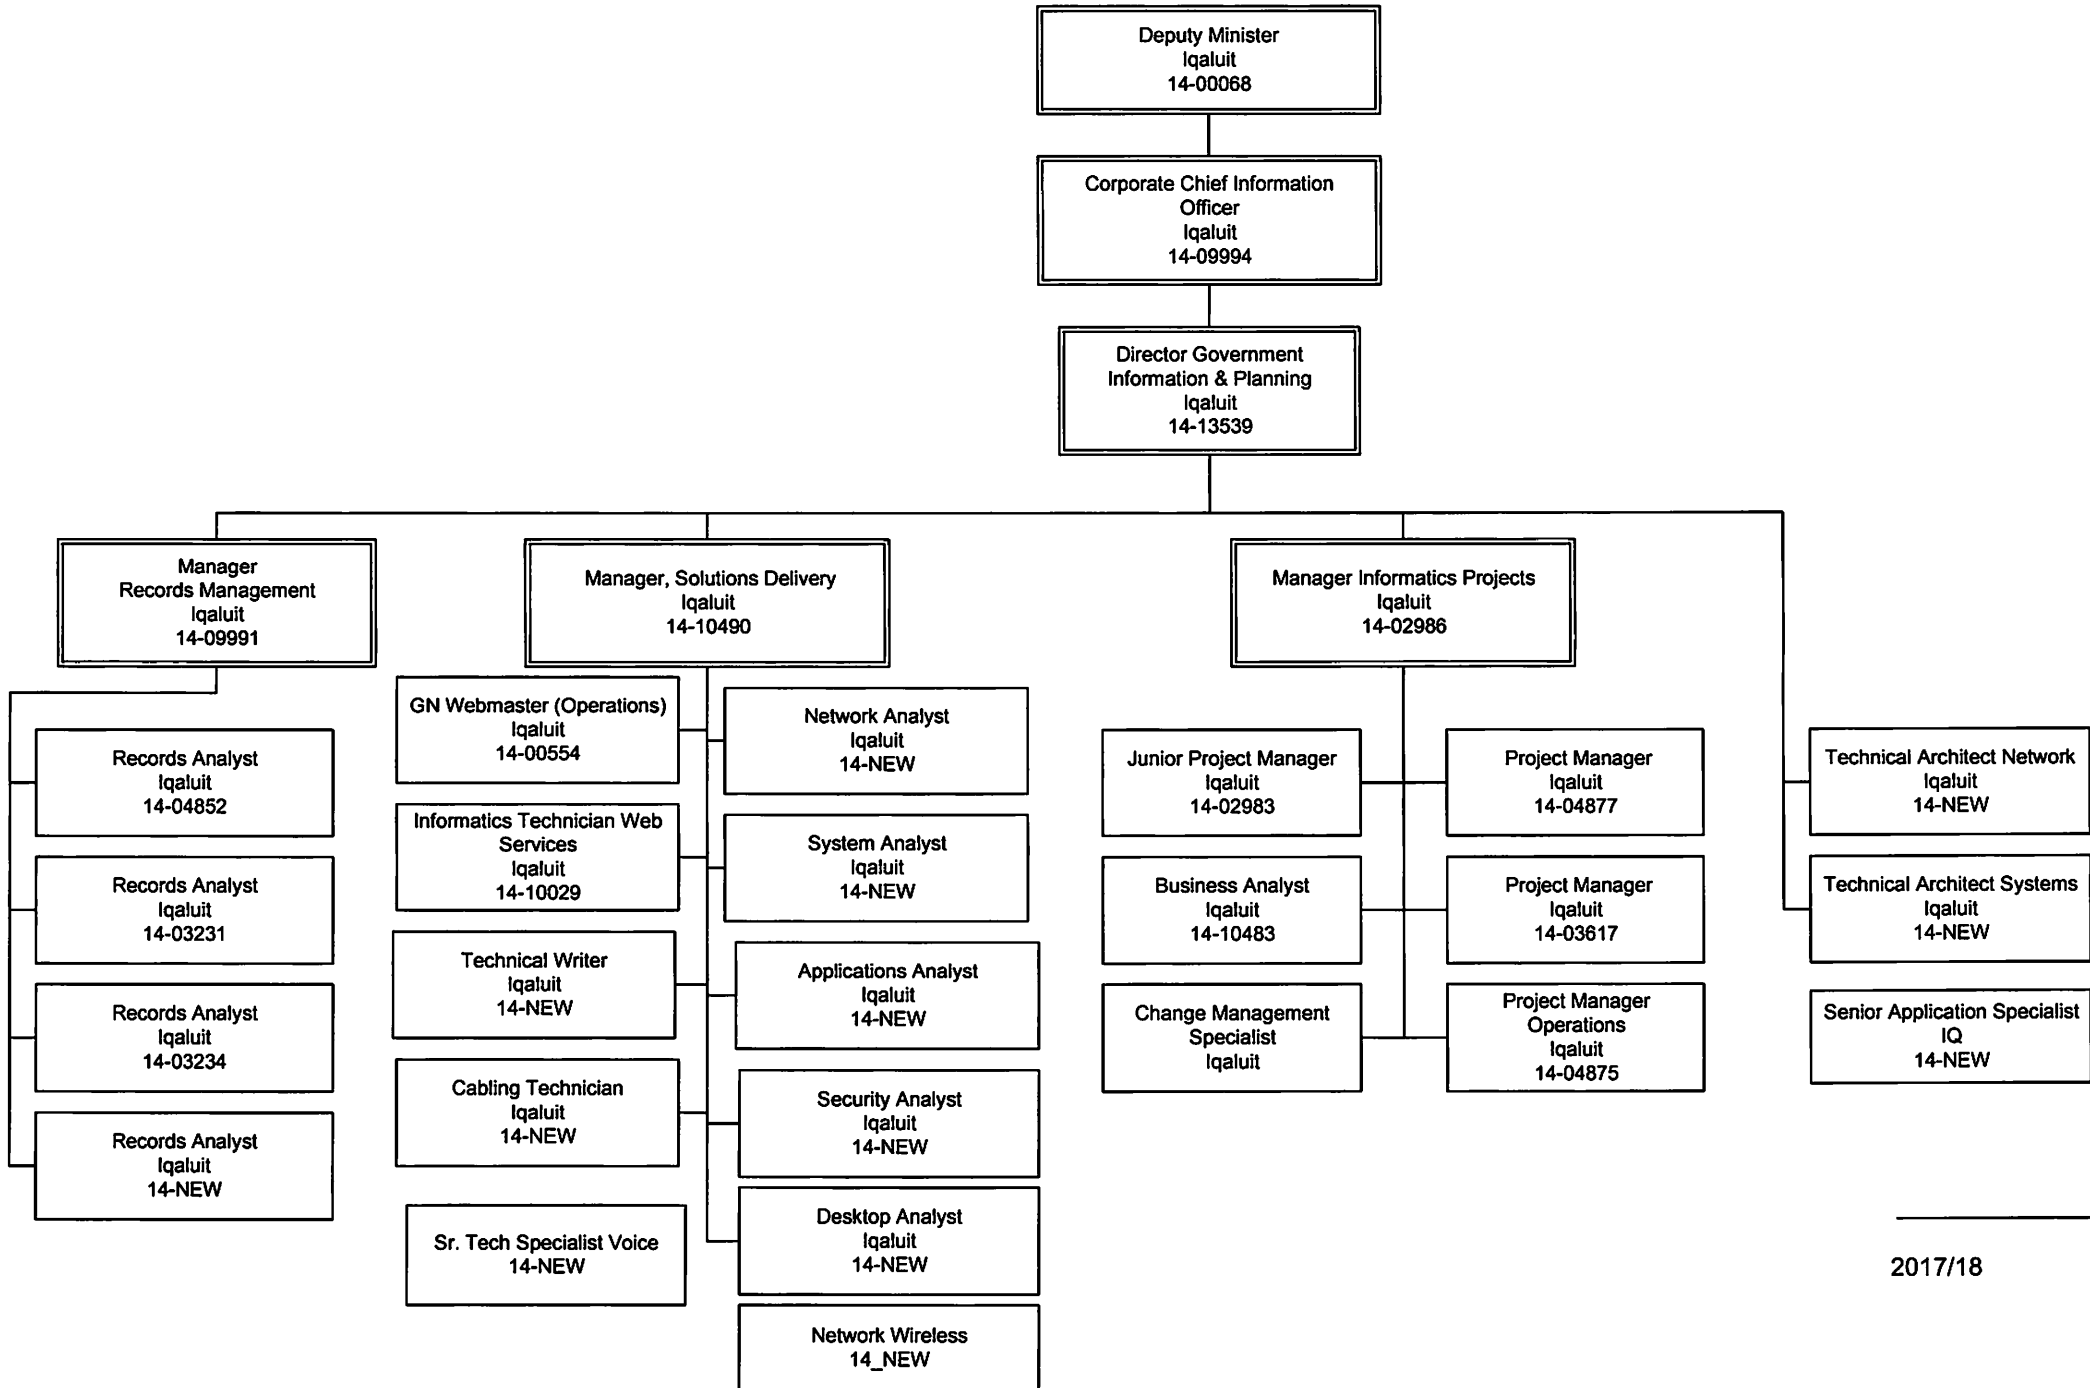 Deputy Minister
Iqaluit
14-00068
Corporate Chief Information
Officer
Iqaluit
14-09994
Director Government
Information & Planning
Iqaluit
14-13539
Manager
Records Management
Iqaluit
14-09991
Manager, Solutions Delivery
Iqaluit
14-10490
Manager Informatics Projects
Iqaluit
14-02986
Records Analyst
Iqaluit
14-04852
Records Analyst
Iqaluit
14-03231
Records Analyst
Iqaluit
14-03234
Records Analyst
Iqaluit
14-NEW
GN Webmaster (Operations)
Iqaluit
14-00554
Informatics Technician Web
Services
Iqaluit
14-10029
Technical Writer
Iqaluit
14-NEW
Cabling Technician
Iqaluit
14-NEW
Sr. Tech Specialist Voice
14-NEW
Network Analyst
Iqaluit
14-NEW
System Analyst
Iqaluit
14-NEW
Applications Analyst
Iqaluit
14-NEW
Security Analyst
Iqaluit
14-NEW
Desktop Analyst
Iqaluit
14-NEW
Network Wireless
14_NEW
Junior Project Manager
Iqaluit
14-02983
Business Analyst
Iqaluit
14-10483
Change Management
Specialist
Iqaluit
Project Manager
Iqaluit
14-04877
Project Manager
Iqaluit
14-03617
Project Manager
Operations
Iqaluit
14-04875
Technical Architect Network
Iqaluit
14-NEW
Technical Architect Systems
Iqaluit
14-NEW
Senior Application Specialist
IQ
14-NEW
2017/18